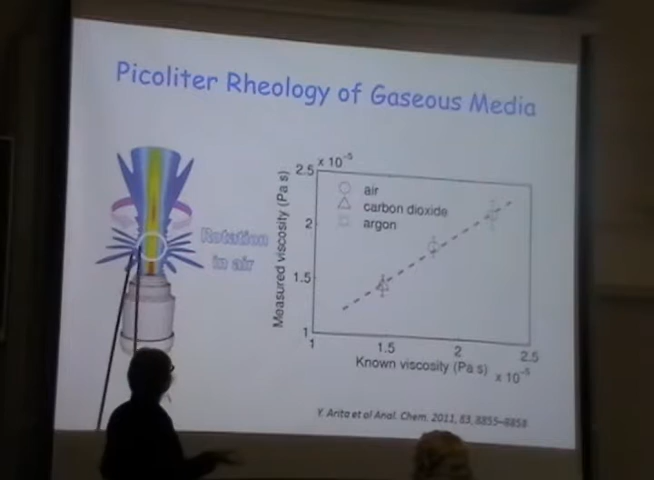 Picoliter Rheology of Gaseous Media
Rotation
in air
Measured viscosity (Pa s)
x 10⁻⁵
2.5
2
1.5
1
air
carbon dioxide
argon
1
1.5
2
2.5
Known viscosity (Pa s)
x 10⁻⁵
Y. Arita et al Anal. Chem. 2011, 83, 8855–8858